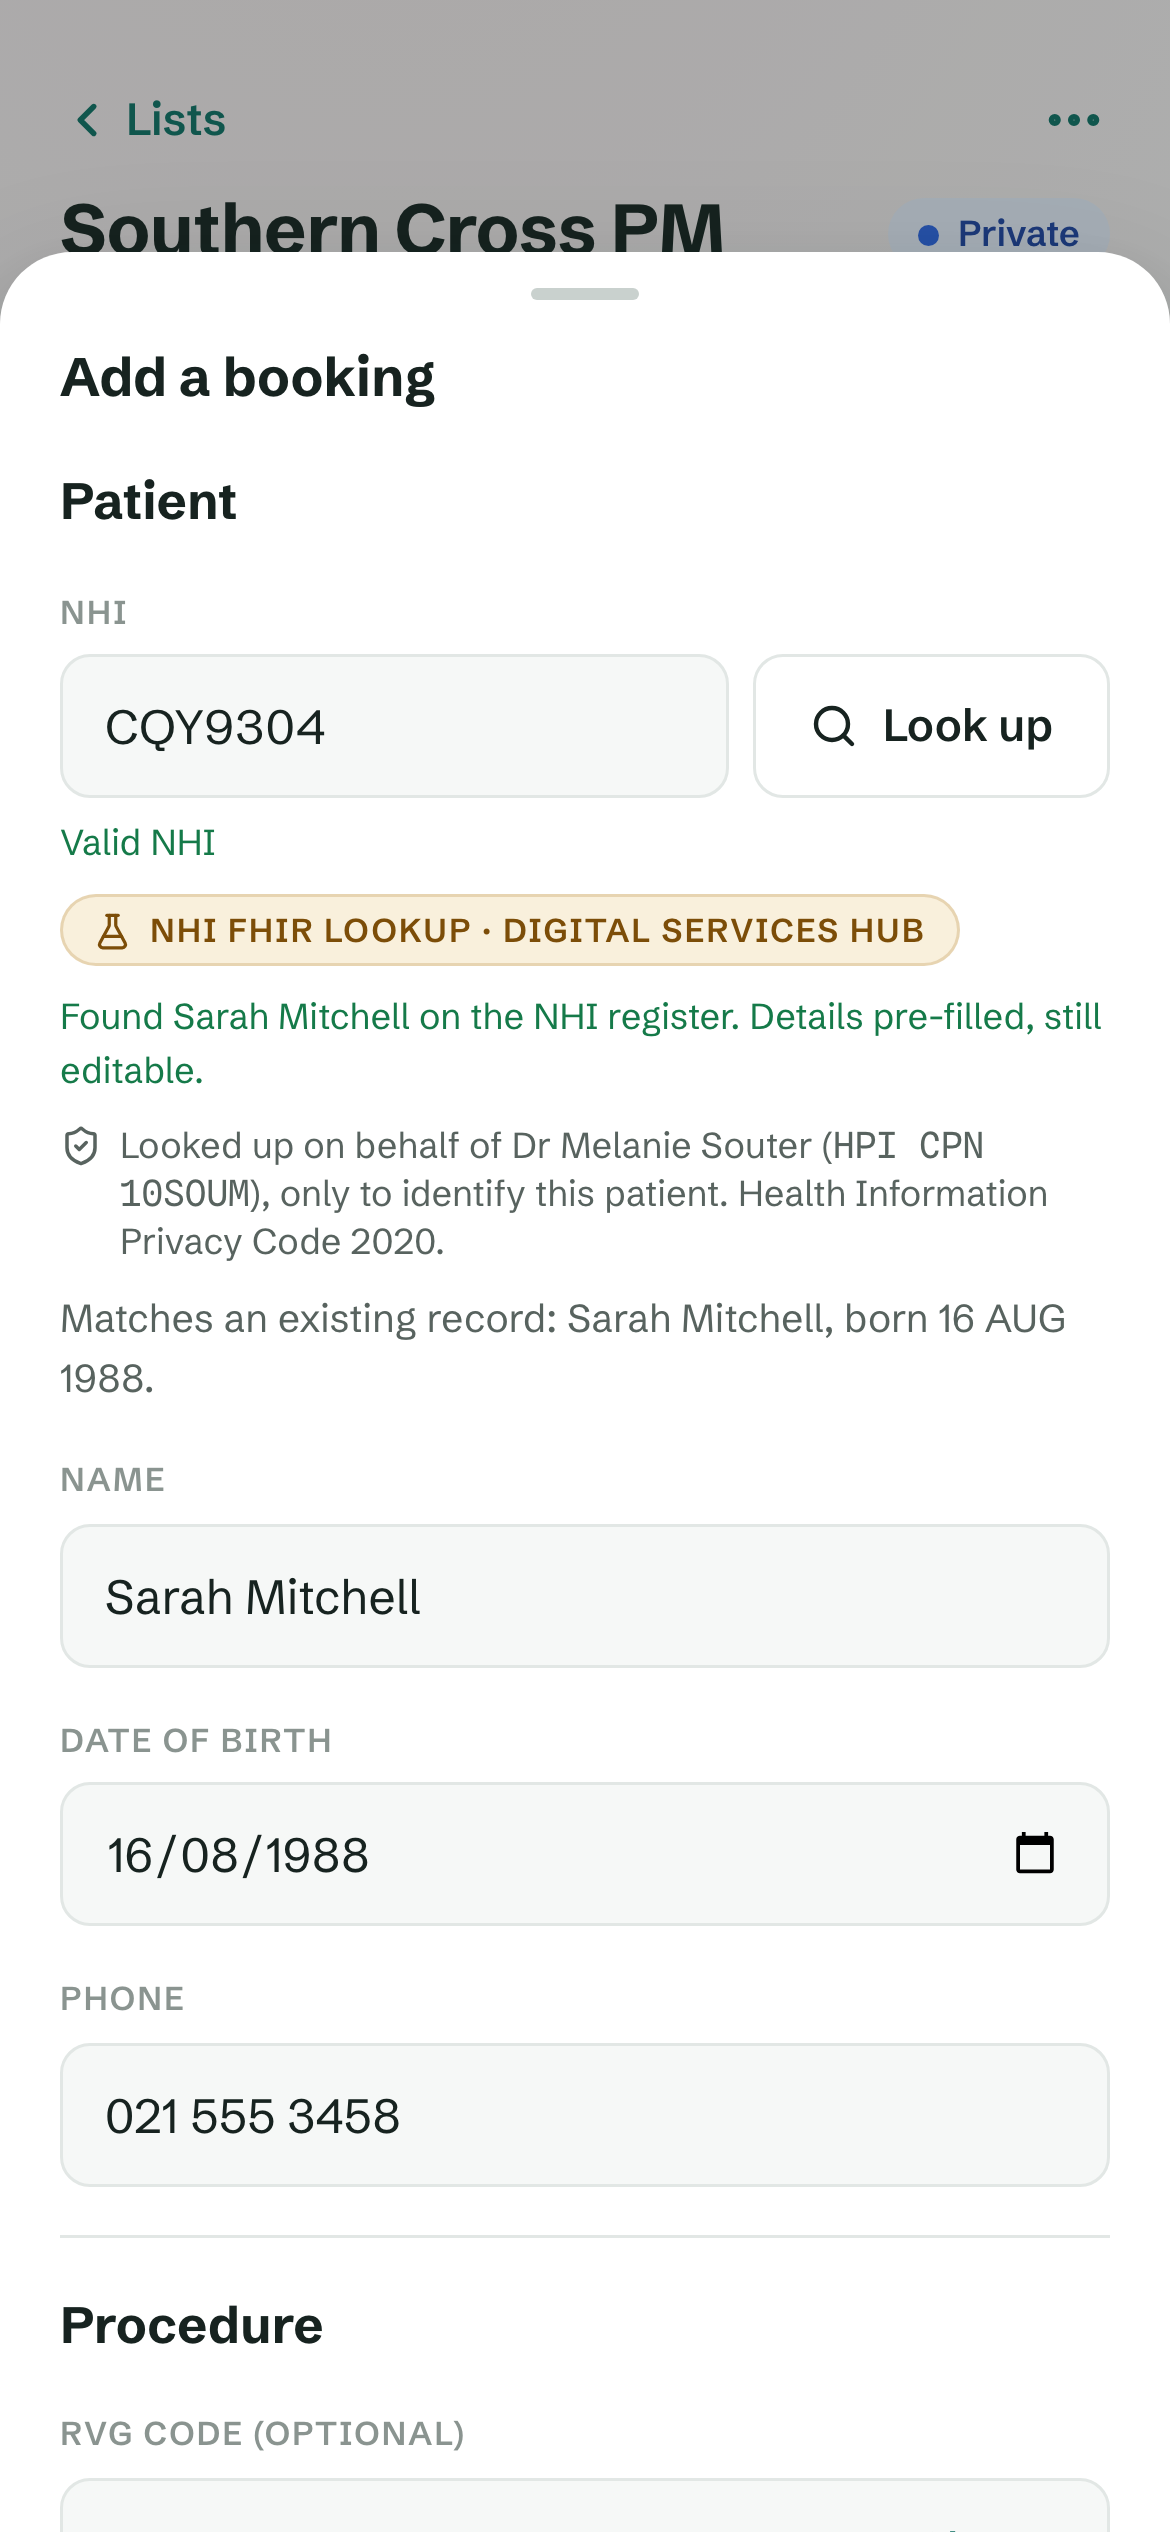 Lists
Southern Cross PM
Private
Add a booking
Patient
NHI
CQY9304
Look up
Valid NHI
NHI FHIR LOOKUP · DIGITAL SERVICES HUB
Found Sarah Mitchell on the NHI register. Details pre-filled, still
editable.
Looked up on behalf of Dr Melanie Souter (HPI CPN
10SOUM), only to identify this patient. Health Information
Privacy Code 2020.
Matches an existing record: Sarah Mitchell, born 16 AUG
1988.
NAME
Sarah Mitchell
DATE OF BIRTH
16/08/1988
PHONE
021 555 3458
Procedure
RVG CODE (OPTIONAL)